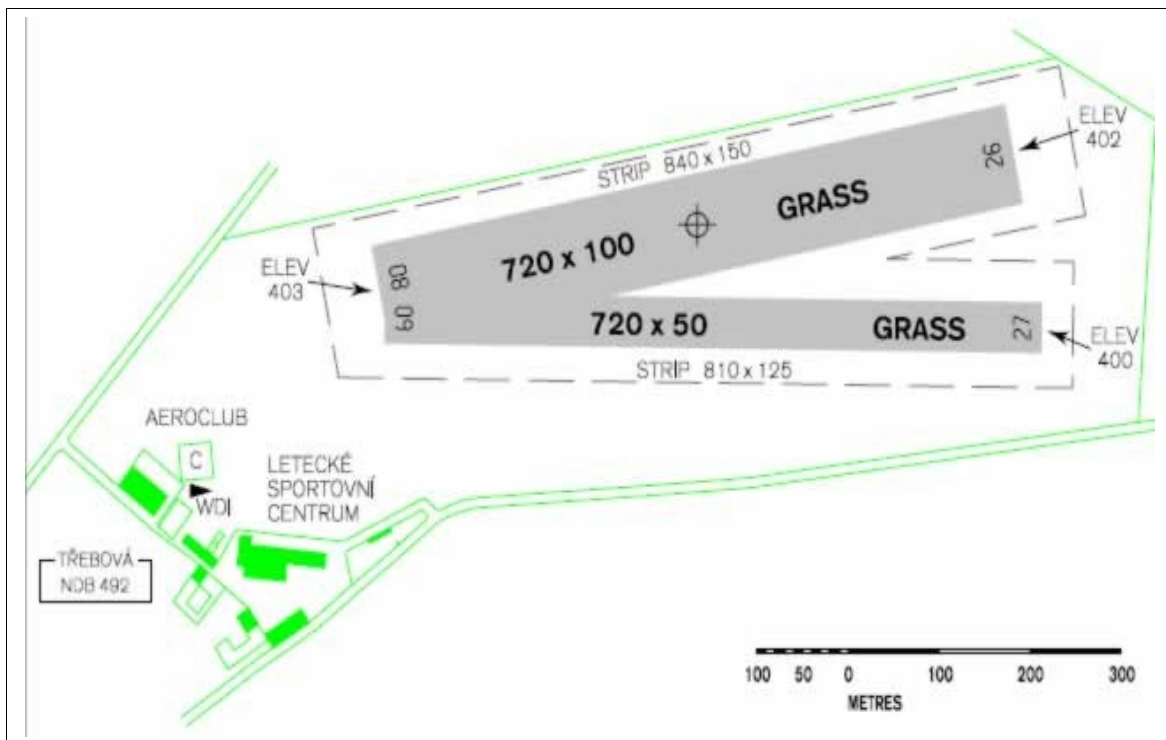 ELEV
402
STRIP 840 x 150
26
GRASS
720 x 100
ELEV
403
08
09
720 x 50
GRASS
27
ELEV
400
STRIP 810 x 125
AEROCLUB
C
WDI
LETECKÉ
SPORTOVNÍ
CENTRUM
TŘEBOVÁ
NDB 492
100 50 0 100 200 300
METRES